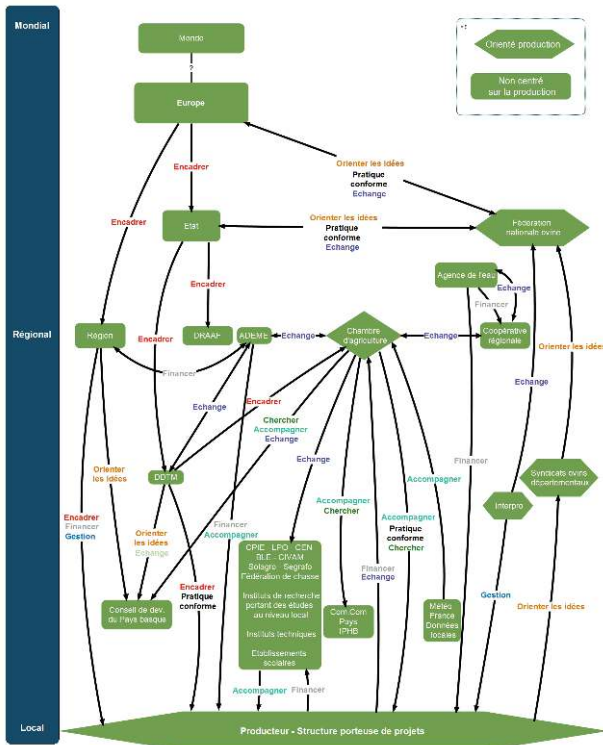 Mondial
Mondo
?
Europe
Orienté production
Non centré
sur la production
Encadrer
Encadrer
Orienter les idées
Pratique
conforme
Echange
Etat
Orienter les idées
Pratique
conforme
Echange
Fédération
nationale ovine
Encadrer
Agence de l'eau
Echange
Financer
Régional
Région
DRAAF
ADEME
Echange
Chambre
d'agriculture
Echange
Coopérative
régionale
Encadrer
Orienter les idées
Financer
Echange
Encadrer
Echange
Chercher
Accompagner
Echange
Echange
Accompagner
Financer
DDTM
Orienter
les idées
Syndicats ovins
départementaux
Interpro
Accompagner
Chercher
Accompagner
Pratique
conforme
Chercher
Encadrer
Financer
Gestion
Financer
Accompagner
Orienter
les idées
Echange
CPIE - LPO - CEN
BLE - CIVAM
Solagro - Segrafo
Fédération de chasse
Instituts de recherche
portant des études
au niveau local
Instituts techniques
Etablissements
scolaires
Financer
Echange
Encadrer
Pratique
conforme
Gestion
Orienter les idées
Conseil de dev.
du Pays basque
Com.Com
Pays
IPHB
Météo
France
Données
locales
Accompagner
Financer
Local
Producteur - Structure porteuse de projets